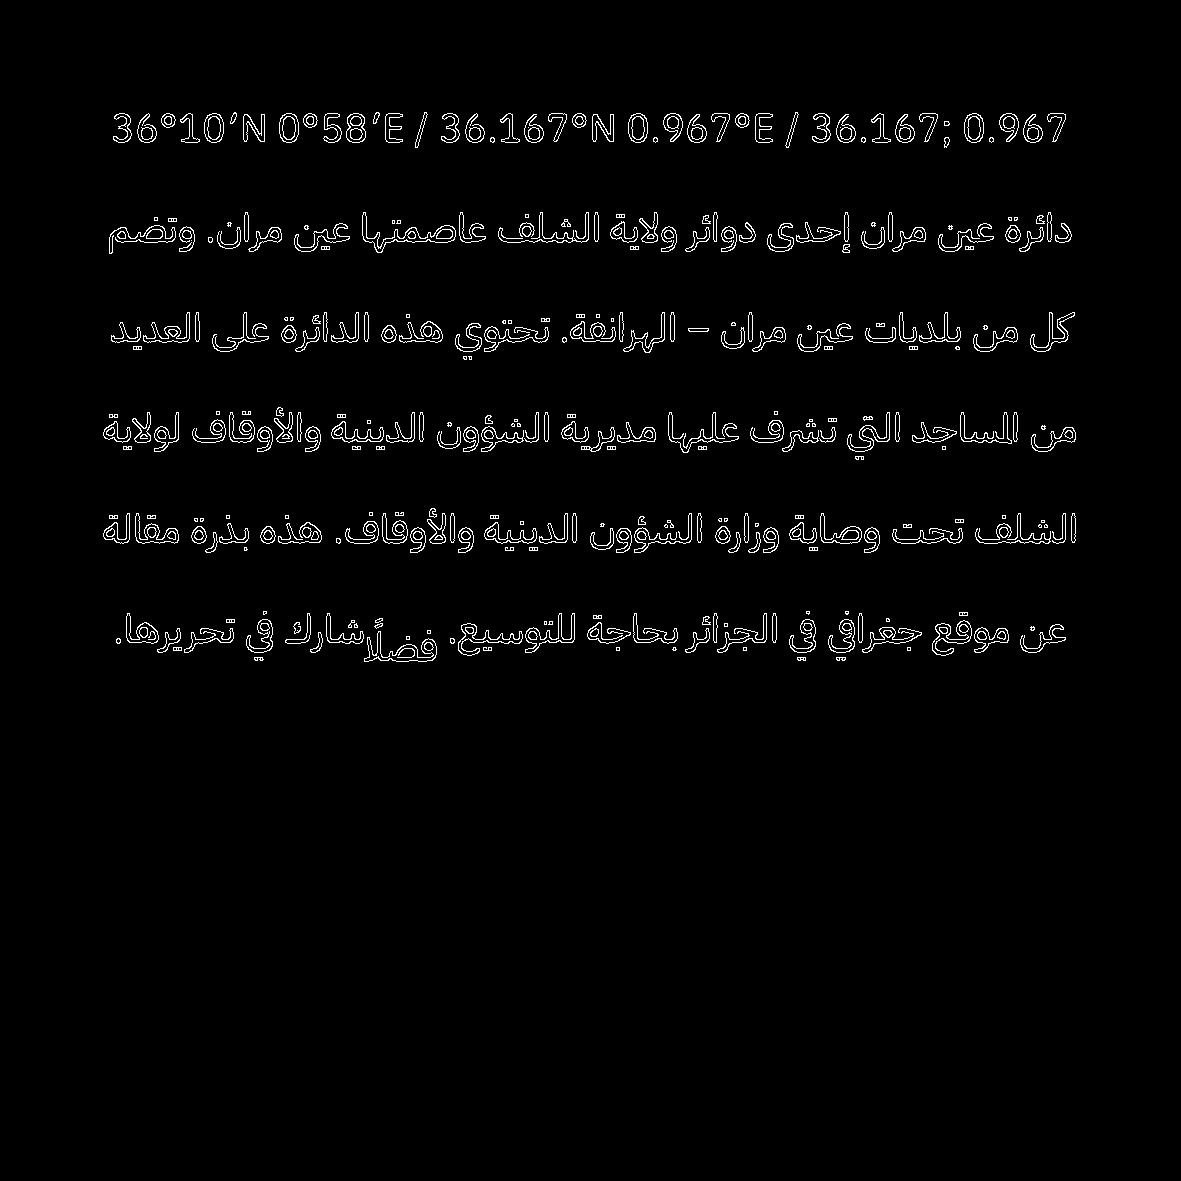 36°10′N 0°58′E / 36.167°N 0.967°E / 36.167; 0.967
دائرة عين مران إحدى دوائر ولاية الشلف عاصمتها عين مران. وتضم
كل من بلديات عين مران – الهرانفة. تحتوي هذه الدائرة على العديد
من المساجد التي تشرف عليها مديرية الشؤون الدينية والأوقاف لولاية
الشلف تحت وصاية وزارة الشؤون الدينية والأوقاف. هذه بذرة مقالة
عن موقع جغرافي في الجزائر بحاجة للتوسيع. فضلًا شارك في تحريرها.